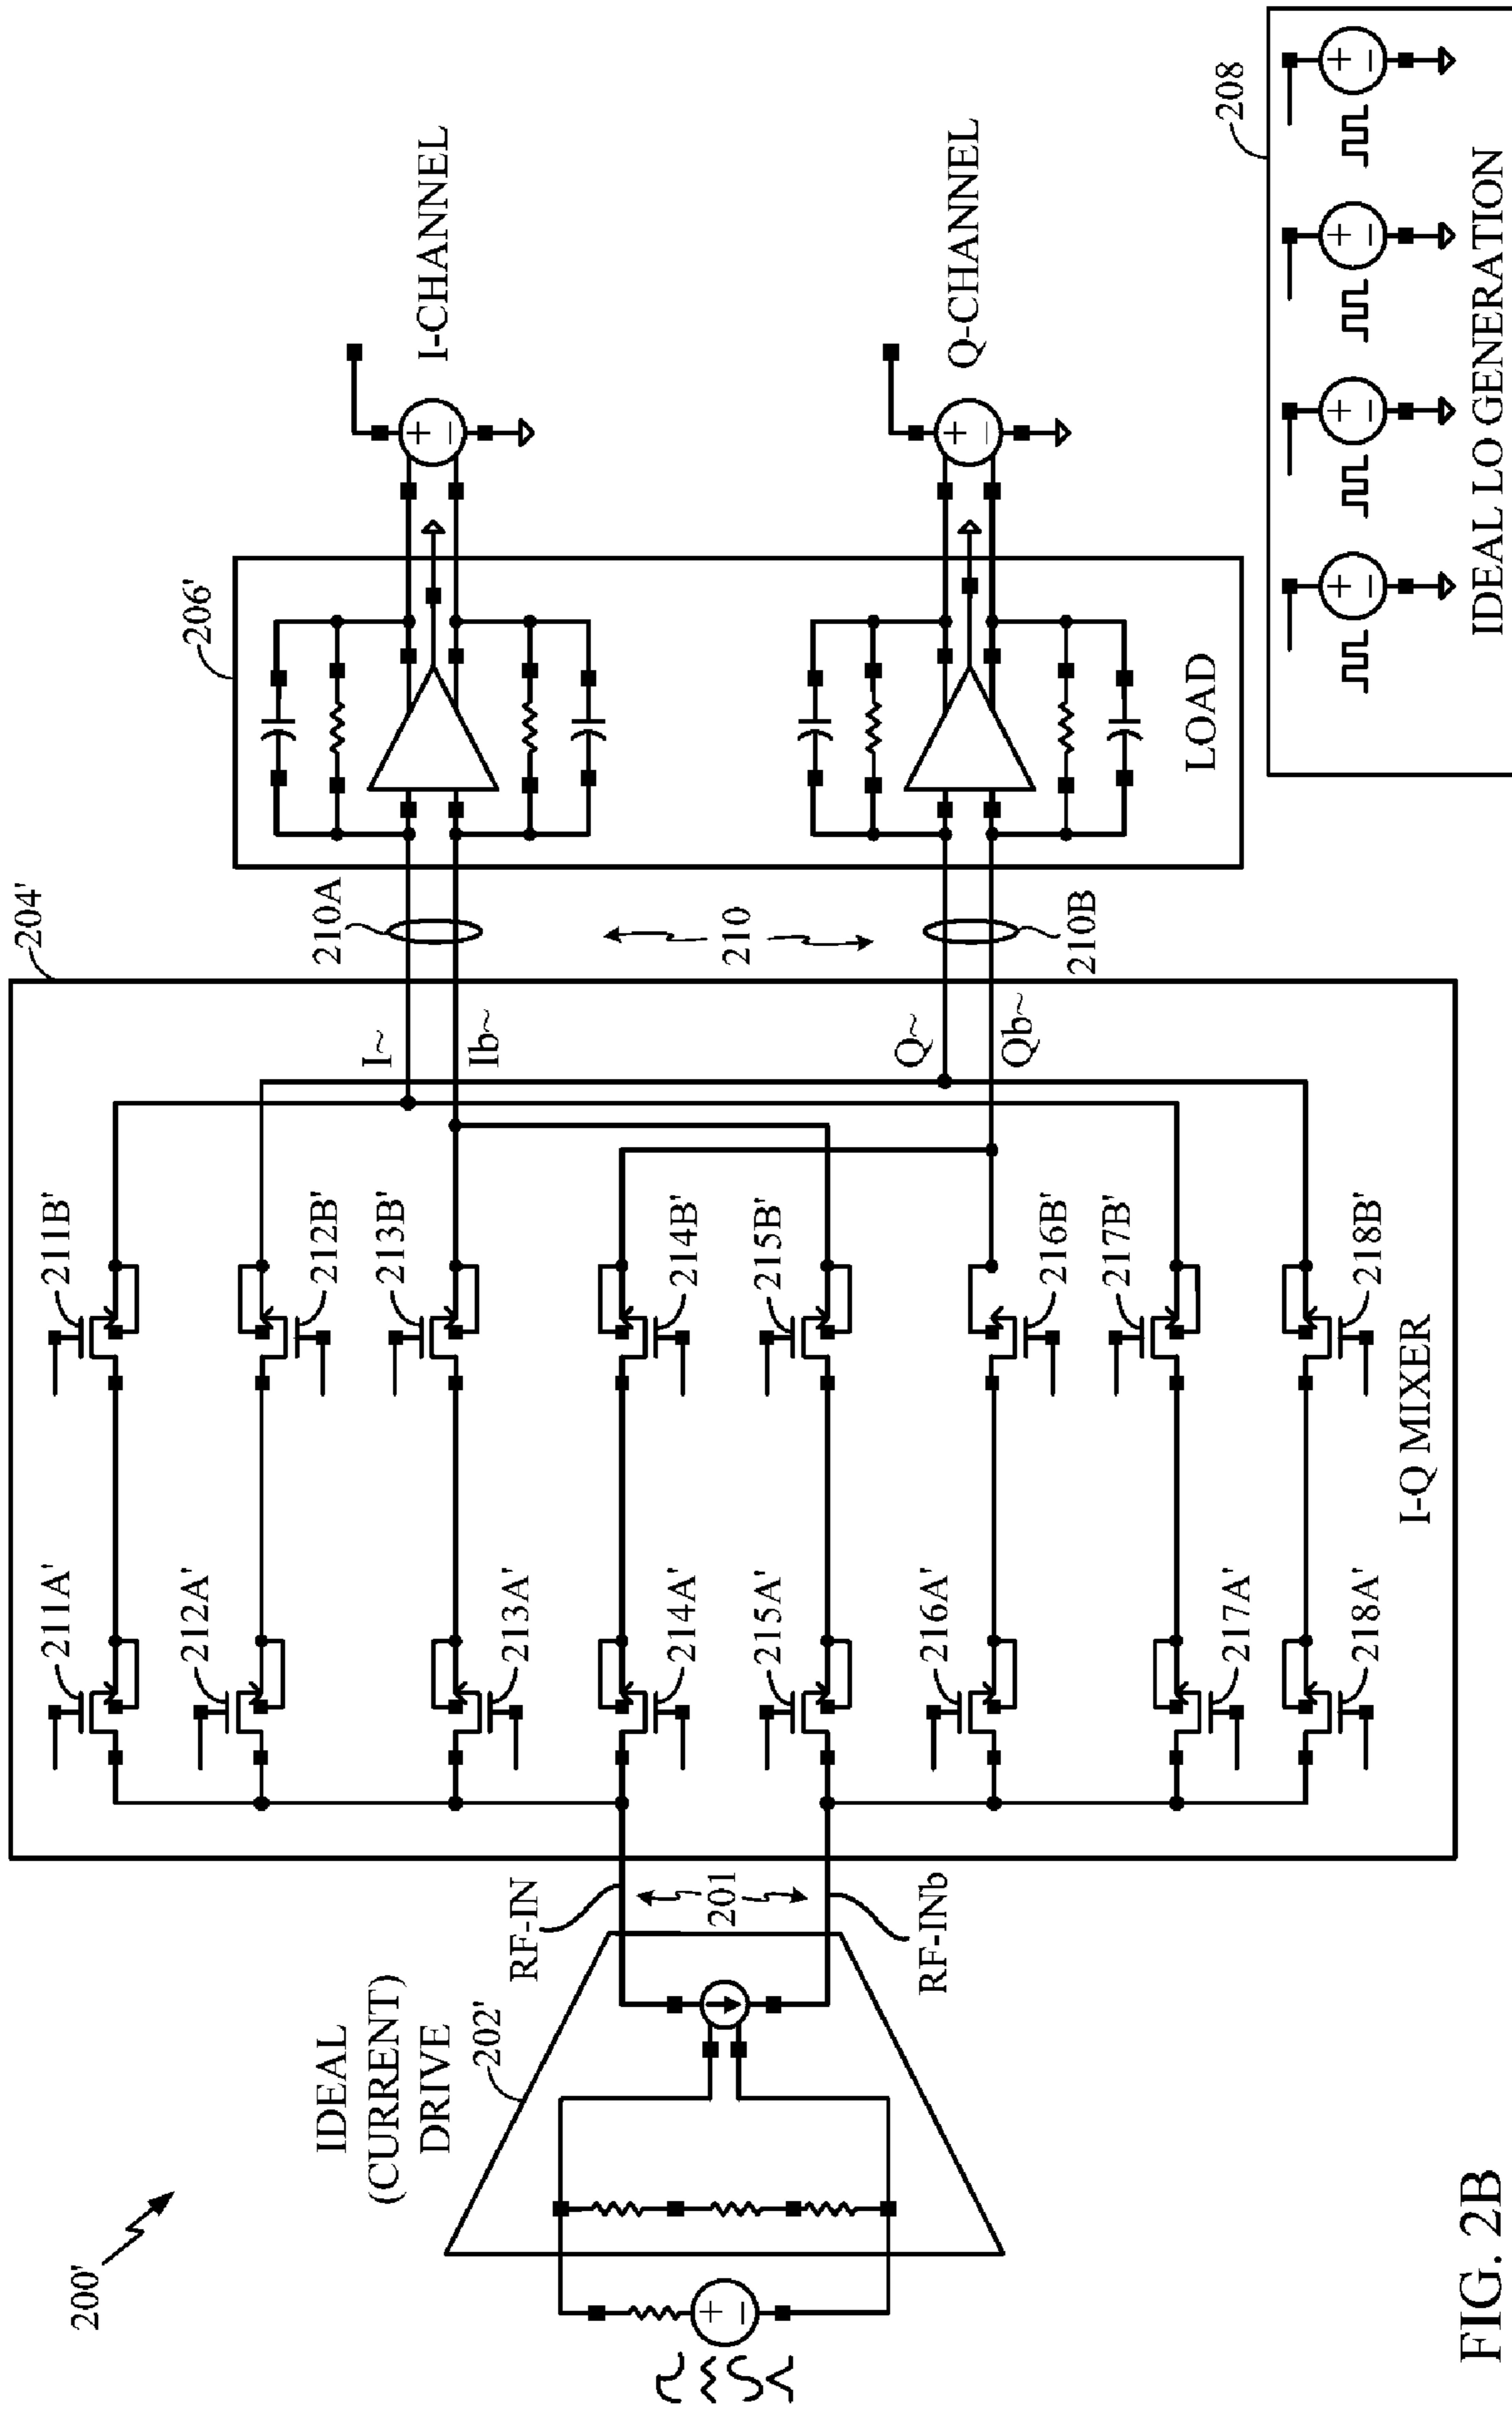 200'
IDEAL
(CURRENT)
DRIVE
202'
RF-IN
201
RF-INb
204'
211A'
212A'
213A'
214A'
215A'
216A'
217A'
218A'
211B'
212B'
213B'
214B'
215B'
216B'
217B'
218B'
I-Q MIXER
I~
Ib~
Q~
Qb~
210A
210
210B
206'
LOAD
I-CHANNEL
Q-CHANNEL
208
IDEAL LO GENERATION
FIG. 2B